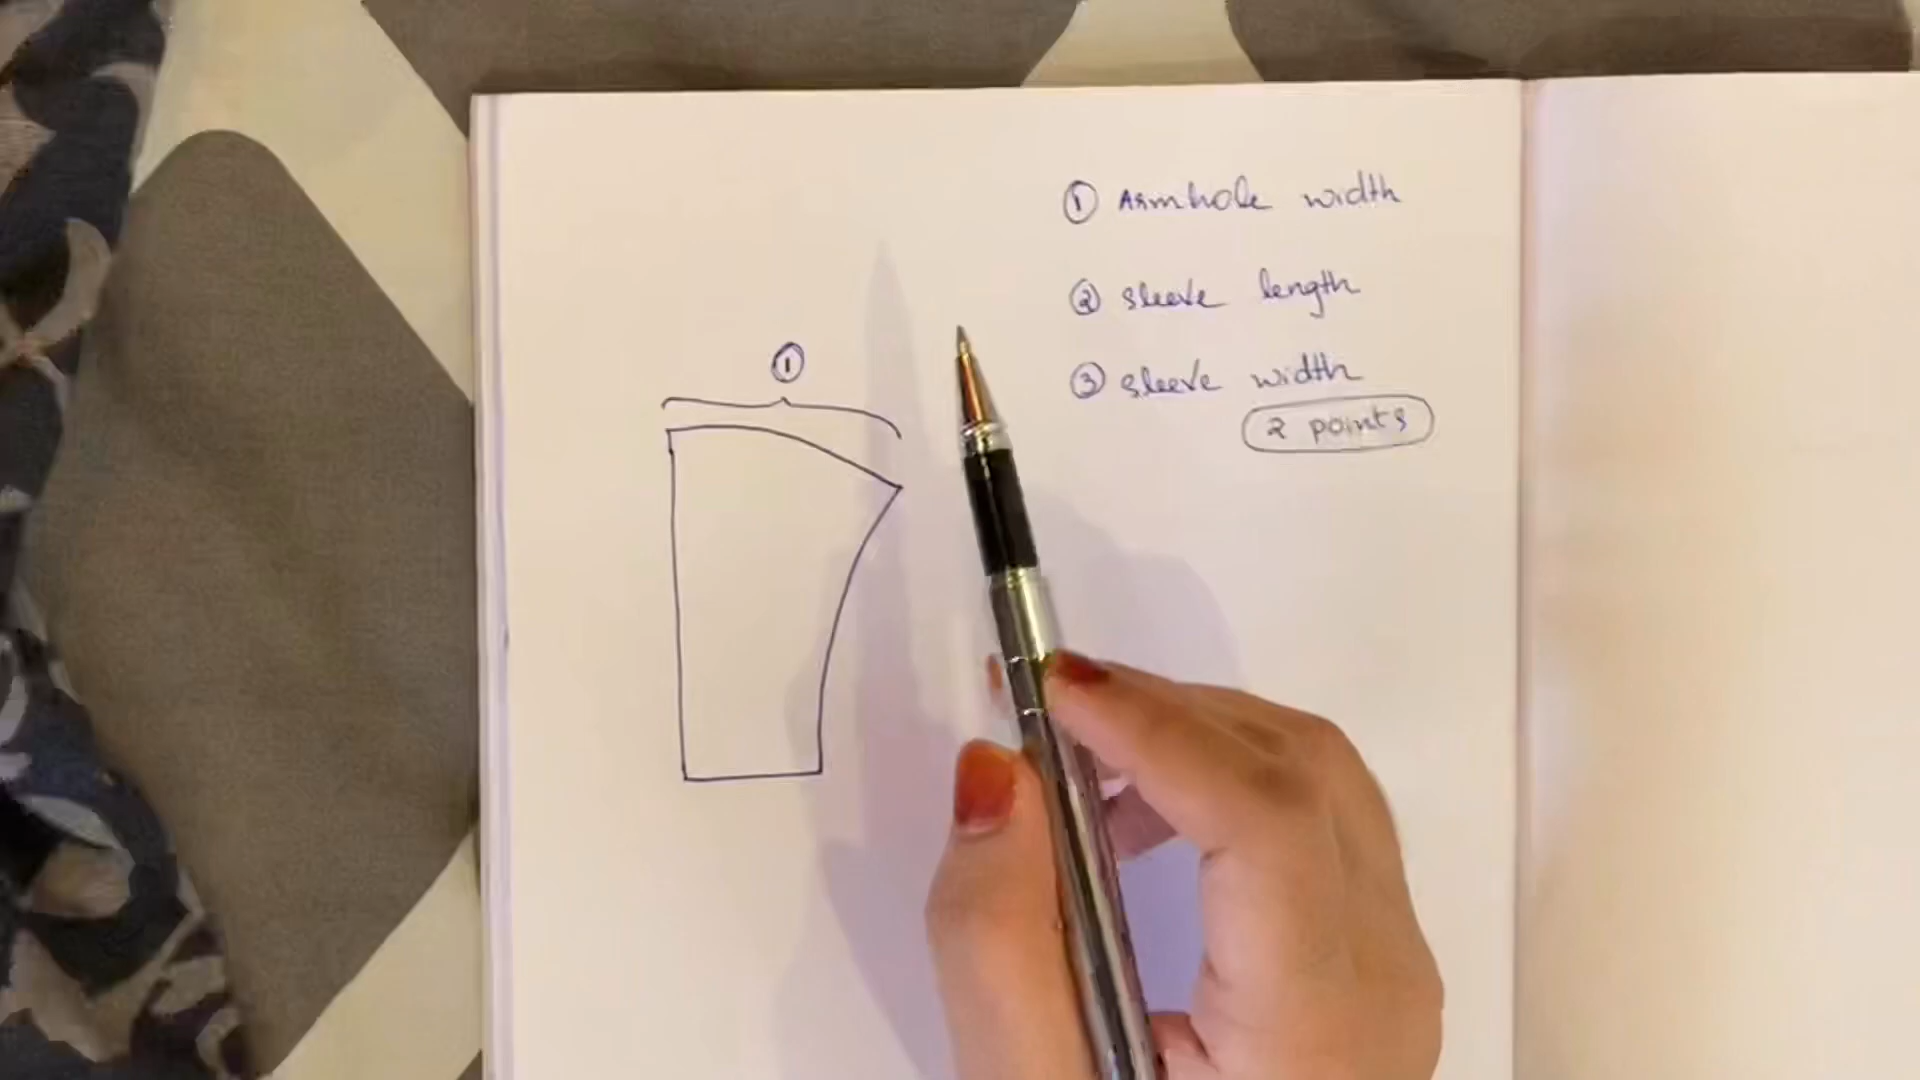 ① Armhole width
② sleeve length
① 
③ sleeve width
2 points